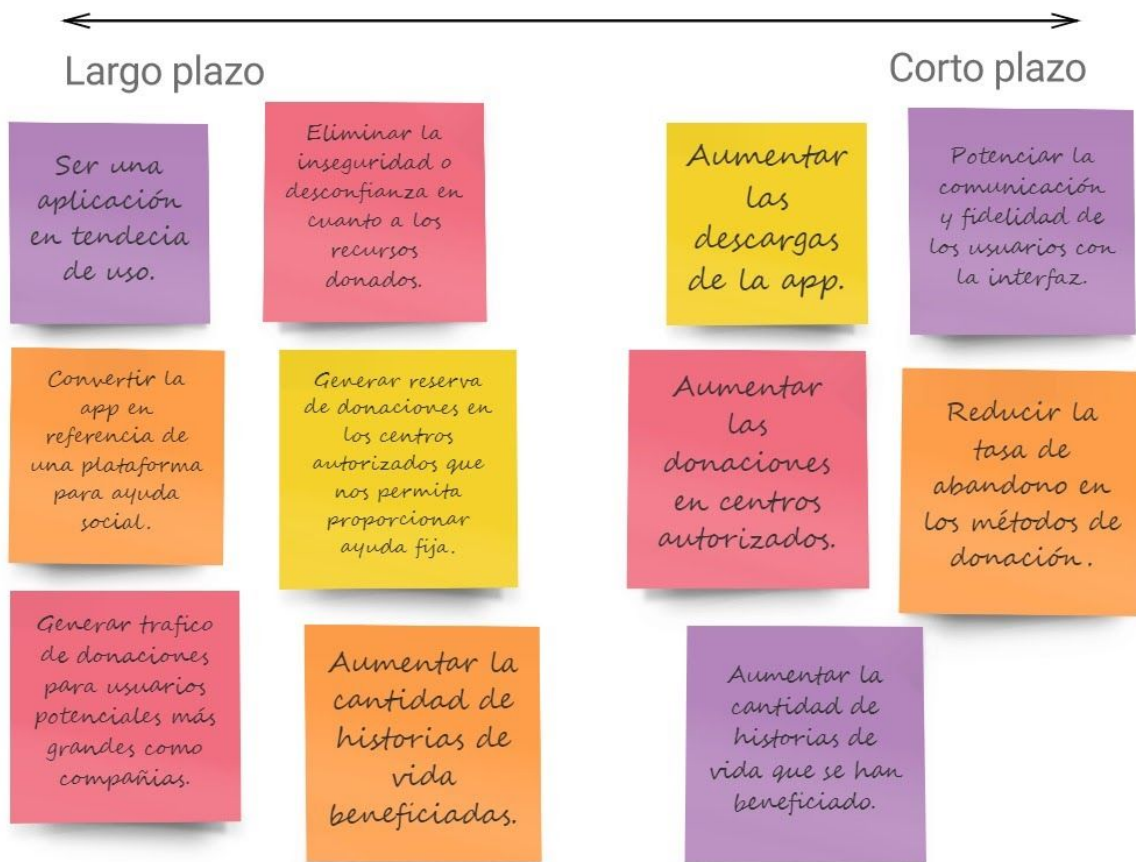 Largo plazo
Corto plazo
Ser una
aplicación
en tendecia
de uso.
Eliminar la
inseguridad o
desconfianza en
cuanto a los
recursos
donados.
Aumentar
las
descargas
de la app.
Potenciar la
comunicación
y fidelidad de
los usuarios con
la interfaz.
Convertir la
app en
referencia de
una plataforma
para ayuda
social.
Generar reserva
de donaciones en
los centros
autorizados que
nos permita
proporcionar
ayuda fija.
Aumentar
las
donaciones
en centros
autorizados.
Reducir la
tasa de
abandono en
los métodos de
donación.
Generar trafico
de donaciones
para usuarios
potenciales más
grandes como
compañias.
Aumentar la
cantidad de
historias de
vida
beneficiadas.
Aumentar la
cantidad de
historias de
vida que se han
beneficiado.